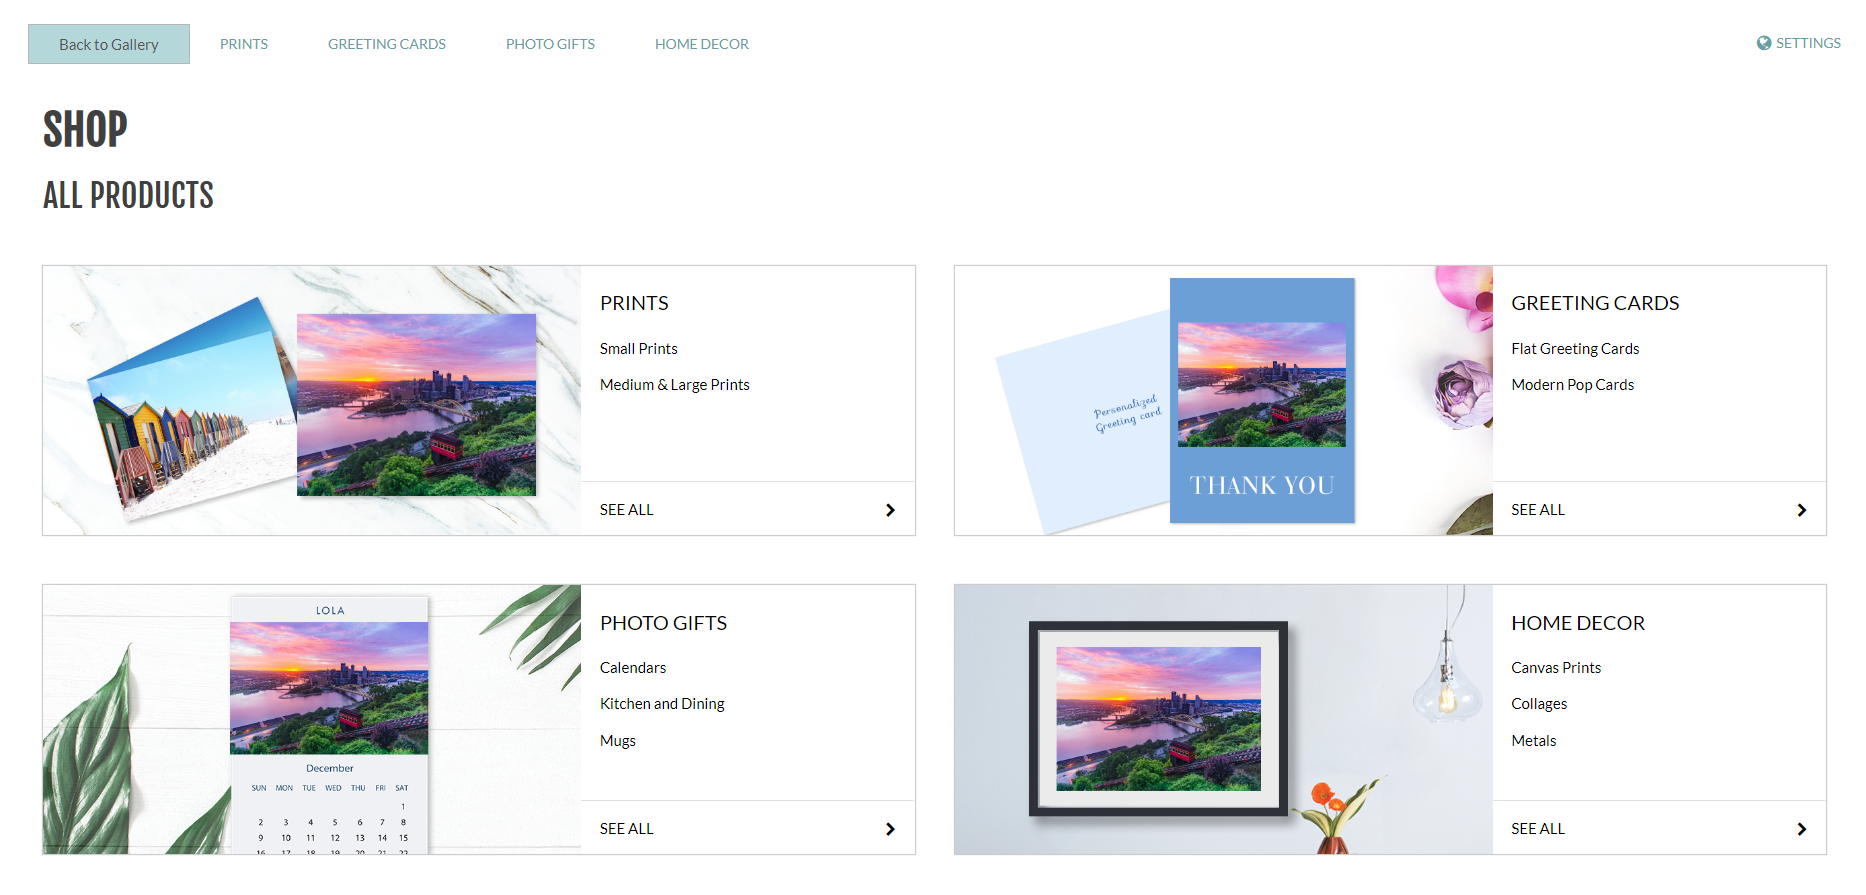 Back to Gallery
PRINTS
GREETING CARDS
PHOTO GIFTS
HOME DECOR
SETTINGS
SHOP
ALL PRODUCTS
PRINTS
Small Prints
Medium & Large Prints
SEE ALL
Personalized
Greeting card
THANK YOU
GREETING CARDS
Flat Greeting Cards
Modern Pop Cards
SEE ALL
LOLA
December
SUN MON TUE WED THU FRI SAT
1
2 3 4 5 6 7 8
9 10 11 12 13 14 15
16 17 18 19 20 21 22
PHOTO GIFTS
Calendars
Kitchen and Dining
Mugs
SEE ALL
HOME DECOR
Canvas Prints
Collages
Metals
SEE ALL